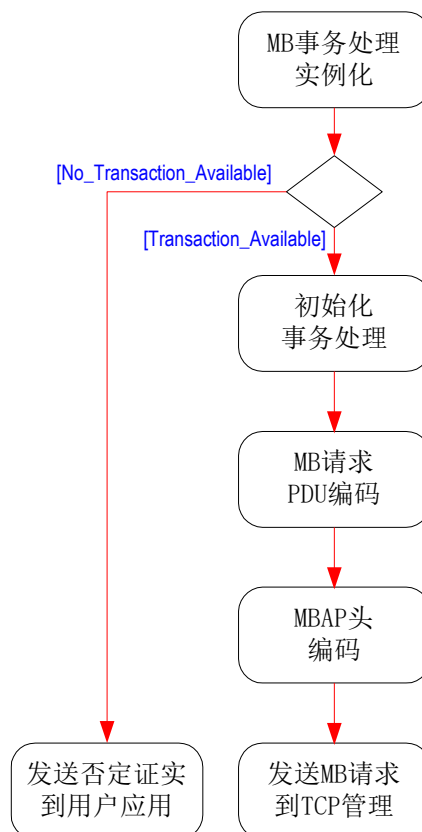 MB事务处理
实例化
[No_Transaction_Available]
[Transaction_Available]
初始化
事务处理
MB请求
PDU编码
MBAP头
编码
发送否定证实
到用户应用
发送MB请求
到TCP管理